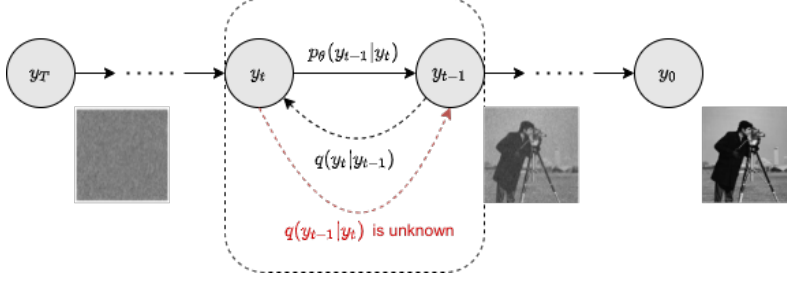 p_θ(y_{t-1}|y_t)
y_T ····· y_t y_{t-1} ····· y_0
q(y_t|y_{t-1})
q(y_{t-1}|y_t) is unknown